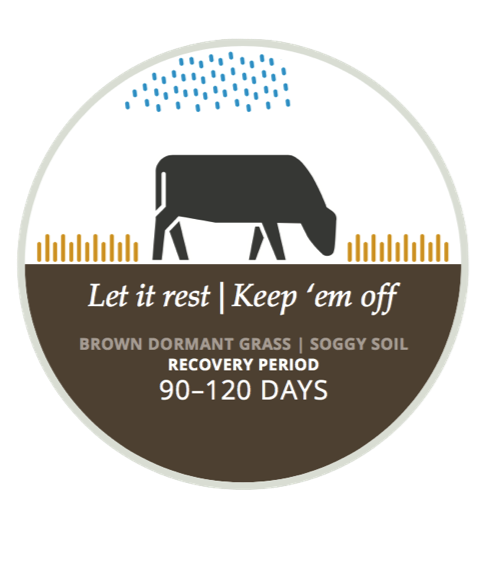 Let it rest | Keep ‘em off
BROWN DORMANT GRASS | SOGGY SOIL
RECOVERY PERIOD
90–120 DAYS